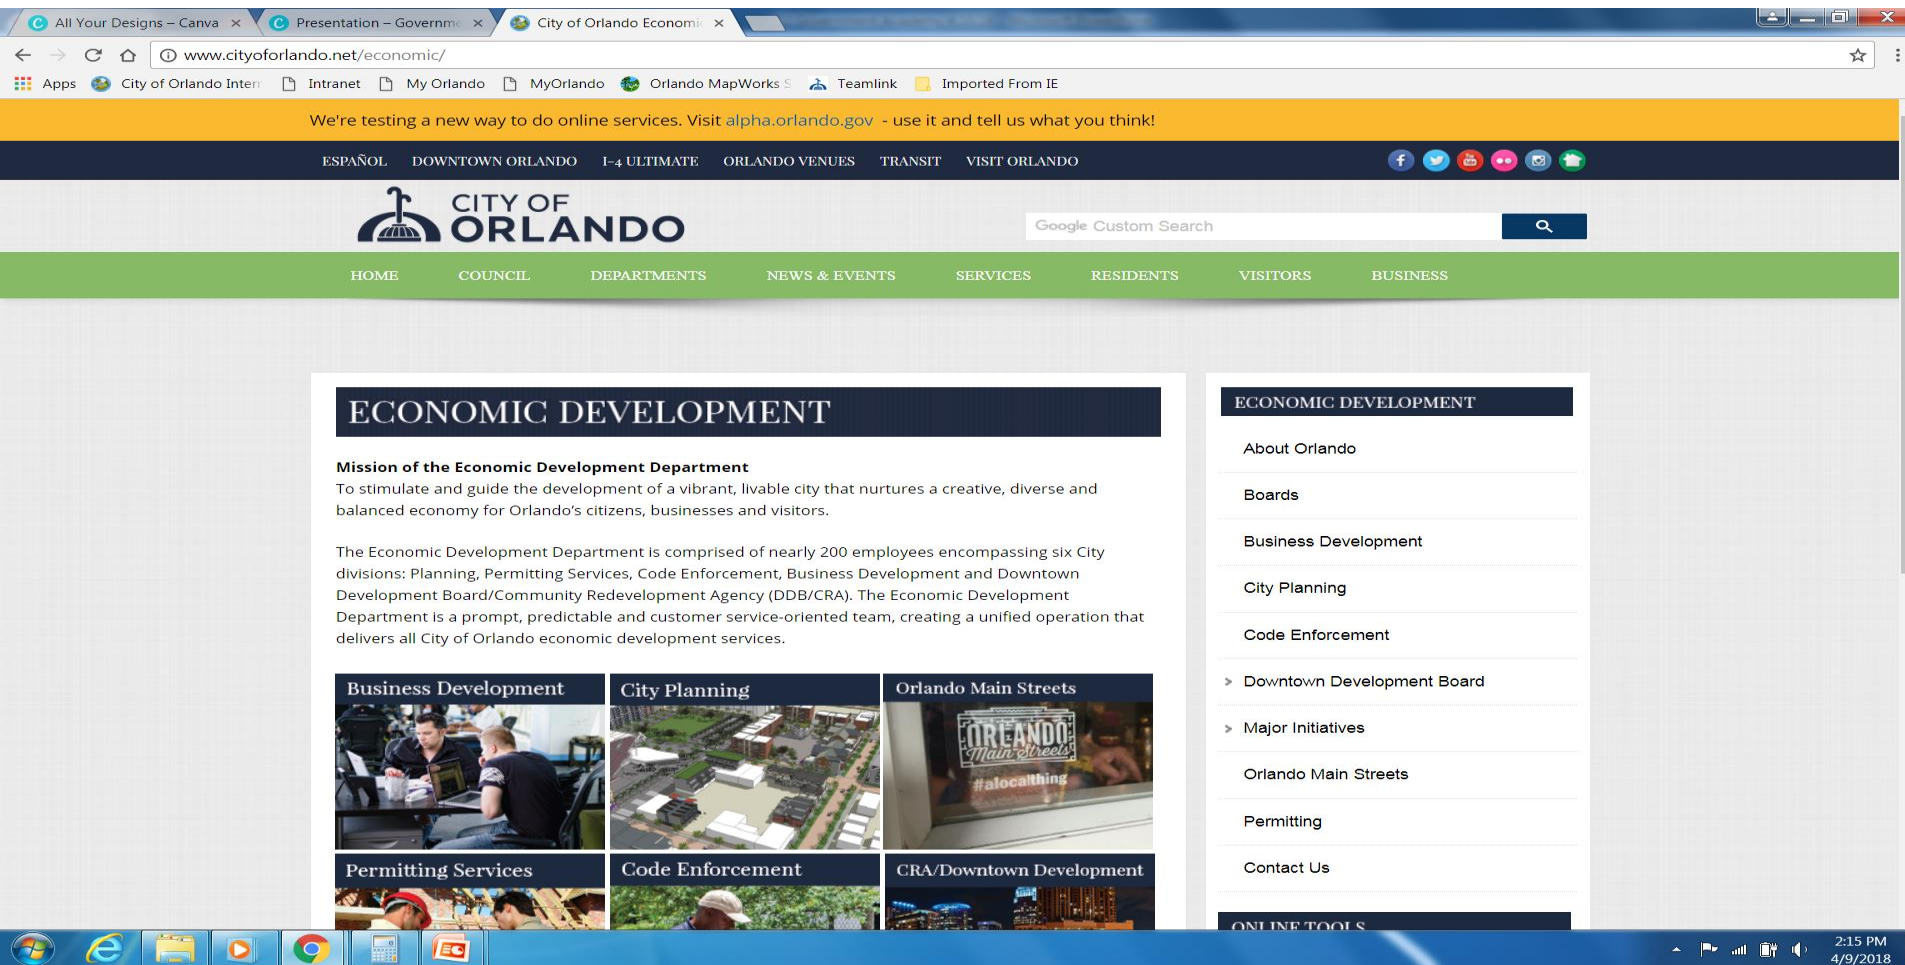 All Your Designs – Canva
Presentation – Governme
City of Orlando Economic
www.cityoforlando.net/economic/
Apps City of Orlando Intern Intranet My Orlando MyOrlando Orlando MapWorks S Teamlink Imported From IE
We're testing a new way to do online services. Visit alpha.orlando.gov - use it and tell us what you think!
ESPAÑOL DOWNTOWN ORLANDO I-4 ULTIMATE ORLANDO VENUES TRANSIT VISIT ORLANDO
CITY OF
ORLANDO
Google Custom Search
HOME COUNCIL DEPARTMENTS NEWS & EVENTS SERVICES RESIDENTS VISITORS BUSINESS
ECONOMIC DEVELOPMENT
Mission of the Economic Development Department
To stimulate and guide the development of a vibrant, livable city that nurtures a creative, diverse and
balanced economy for Orlando's citizens, businesses and visitors.
The Economic Development Department is comprised of nearly 200 employees encompassing six City
divisions: Planning, Permitting Services, Code Enforcement, Business Development and Downtown
Development Board/Community Redevelopment Agency (DDB/CRA). The Economic Development
Department is a prompt, predictable and customer service-oriented team, creating a unified operation that
delivers all City of Orlando economic development services.
Business Development
City Planning
Orlando Main Streets
ORLANDO
Main Streets
#alocalthing
Permitting Services
Code Enforcement
CRA/Downtown Development
ECONOMIC DEVELOPMENT
About Orlando
Boards
Business Development
City Planning
Code Enforcement
Downtown Development Board
Major Initiatives
Orlando Main Streets
Permitting
Contact Us
ONLINE TOOLS
2:15 PM
4/9/2018